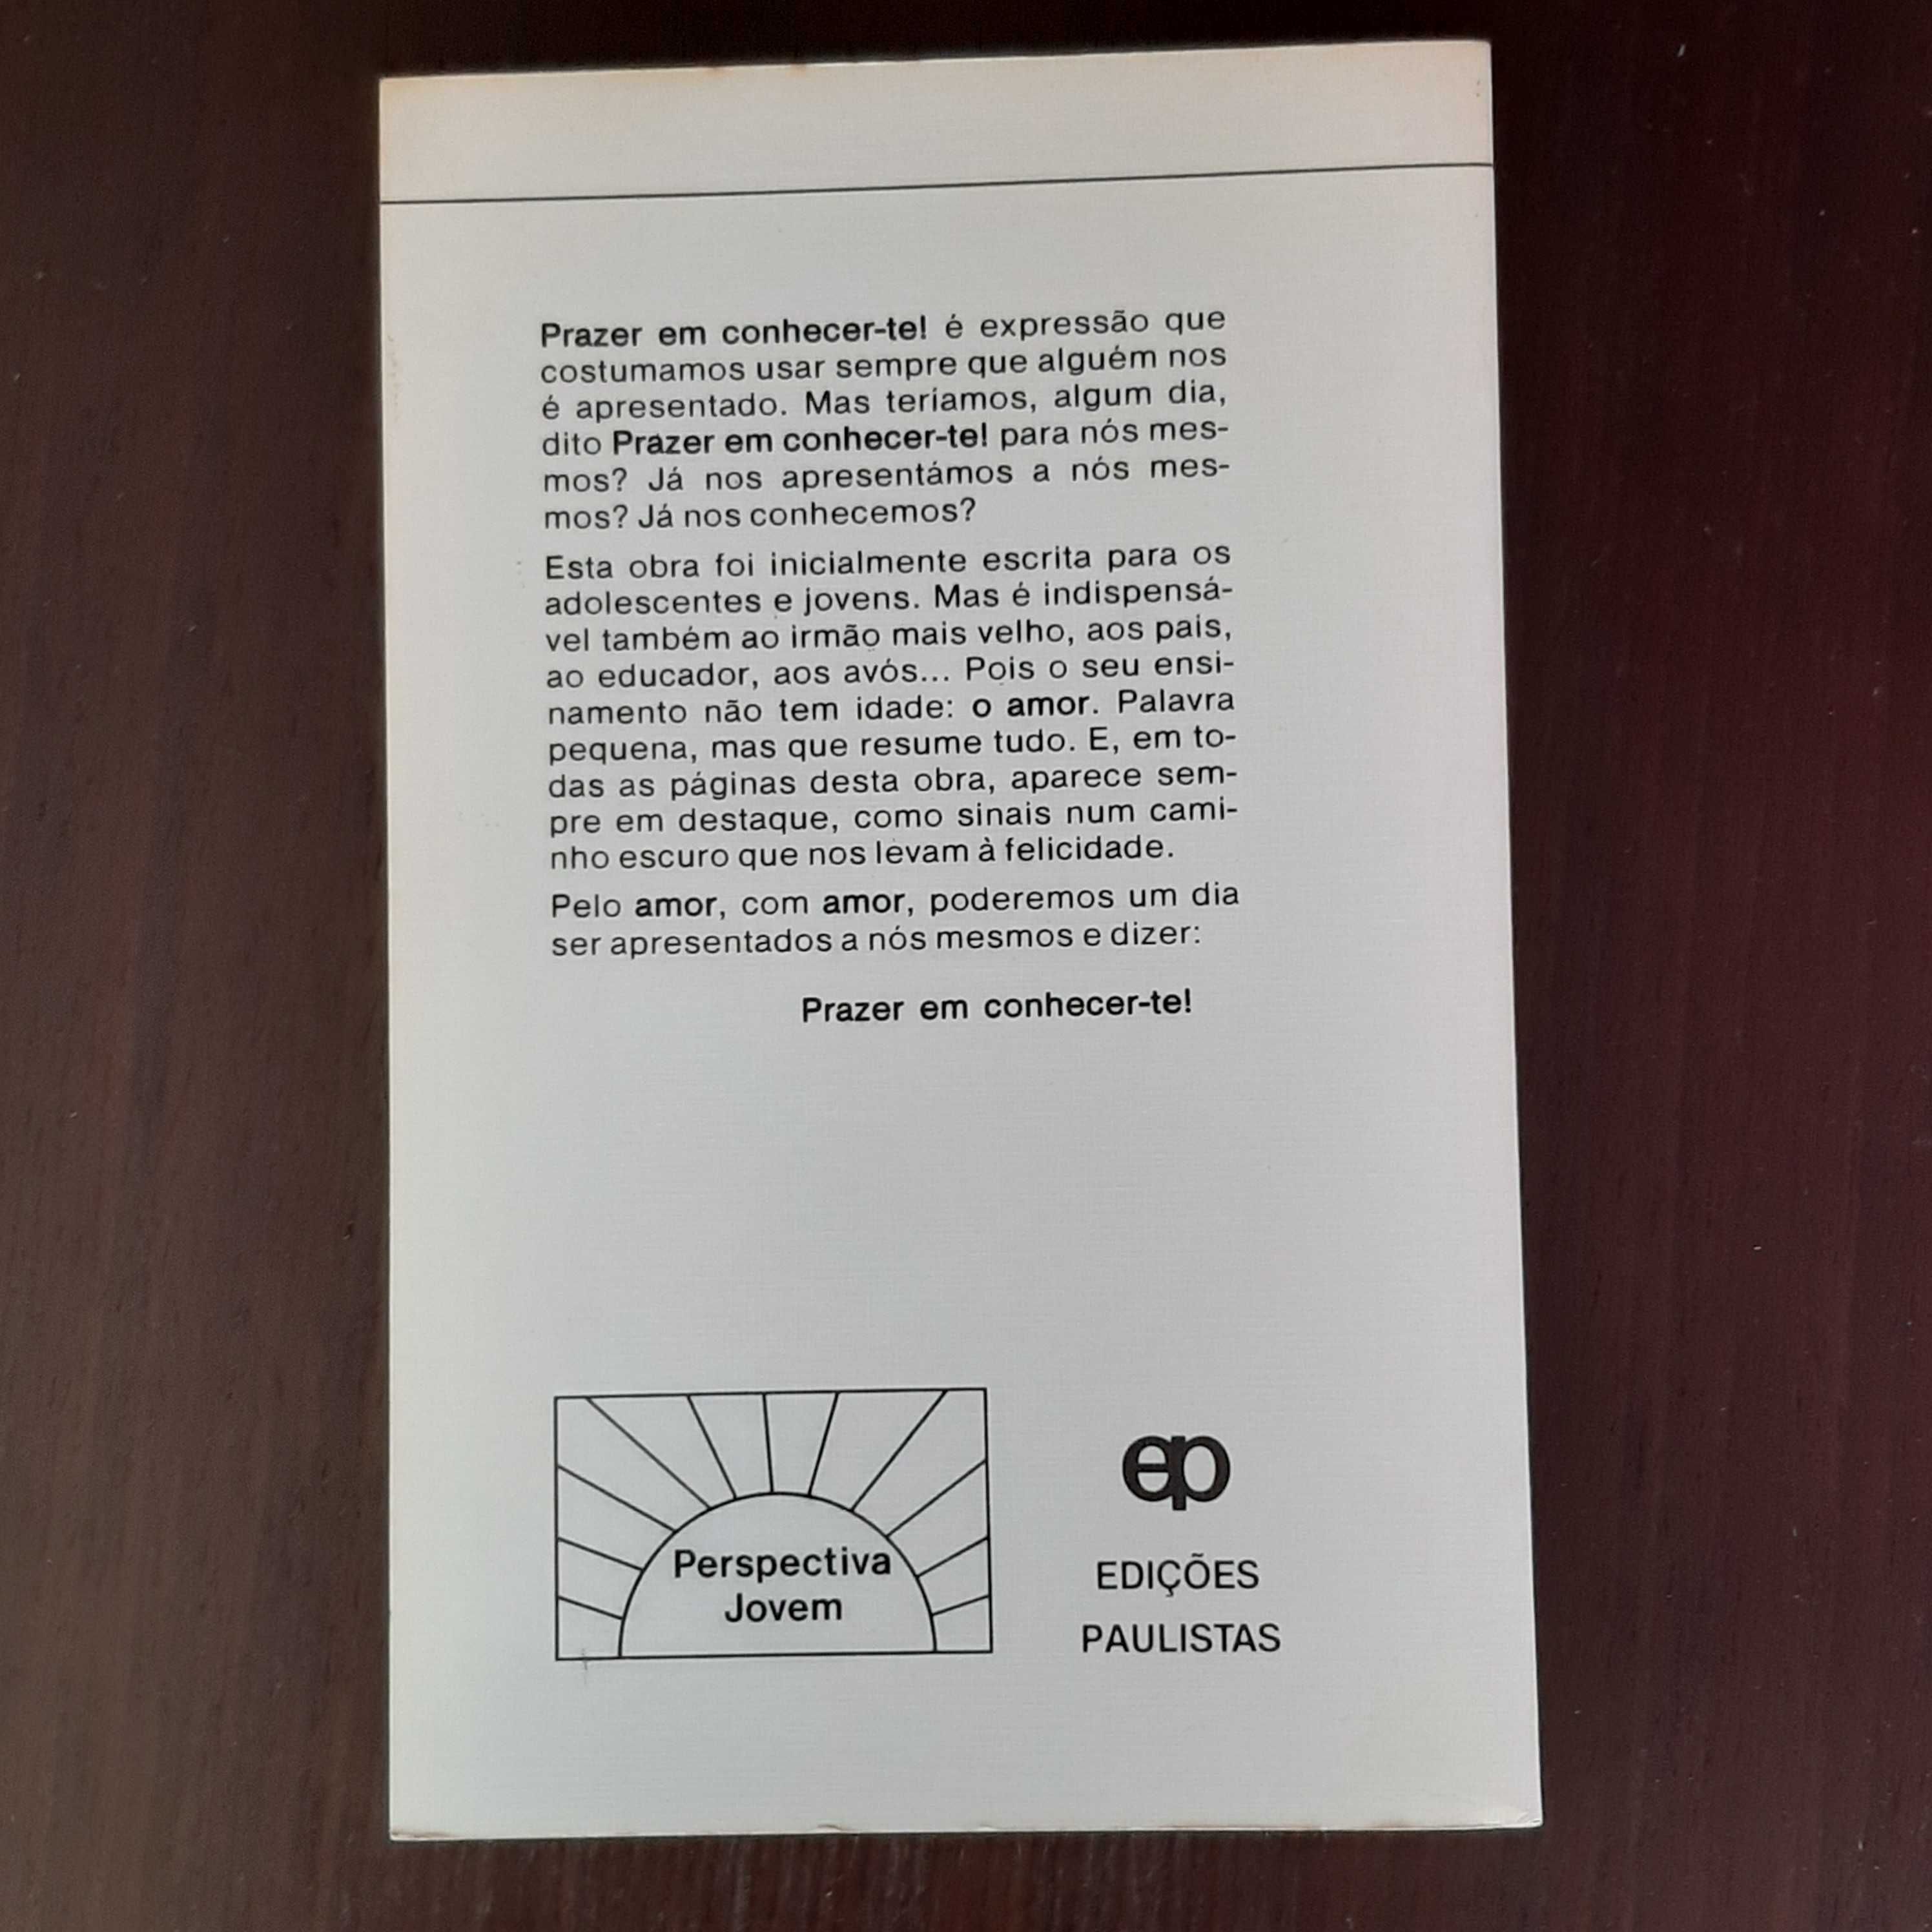 Prazer em conhecer-te! é expressão que
costumamos usar sempre que alguém nos
é apresentado. Mas teríamos, algum dia,
dito Prazer em conhecer-te! para nós mes-
mos? Já nos apresentámos a nós mes-
mos? Já nos conhecemos?
Esta obra foi inicialmente escrita para os
adolescentes e jovens. Mas é indispensá-
vel também ao irmão mais velho, aos pais,
ao educador, aos avós... Pois o seu ensi-
namento não tem idade: o amor. Palavra
pequena, mas que resume tudo. E, em to-
das as páginas desta obra, aparece sem-
pre em destaque, como sinais num cami-
nho escuro que nos levam à felicidade.
Pelo amor, com amor, poderemos um dia
ser apresentados a nós mesmos e dizer:
Prazer em conhecer-te!
Perspectiva
Jovem
ep
EDIÇÕES
PAULISTAS